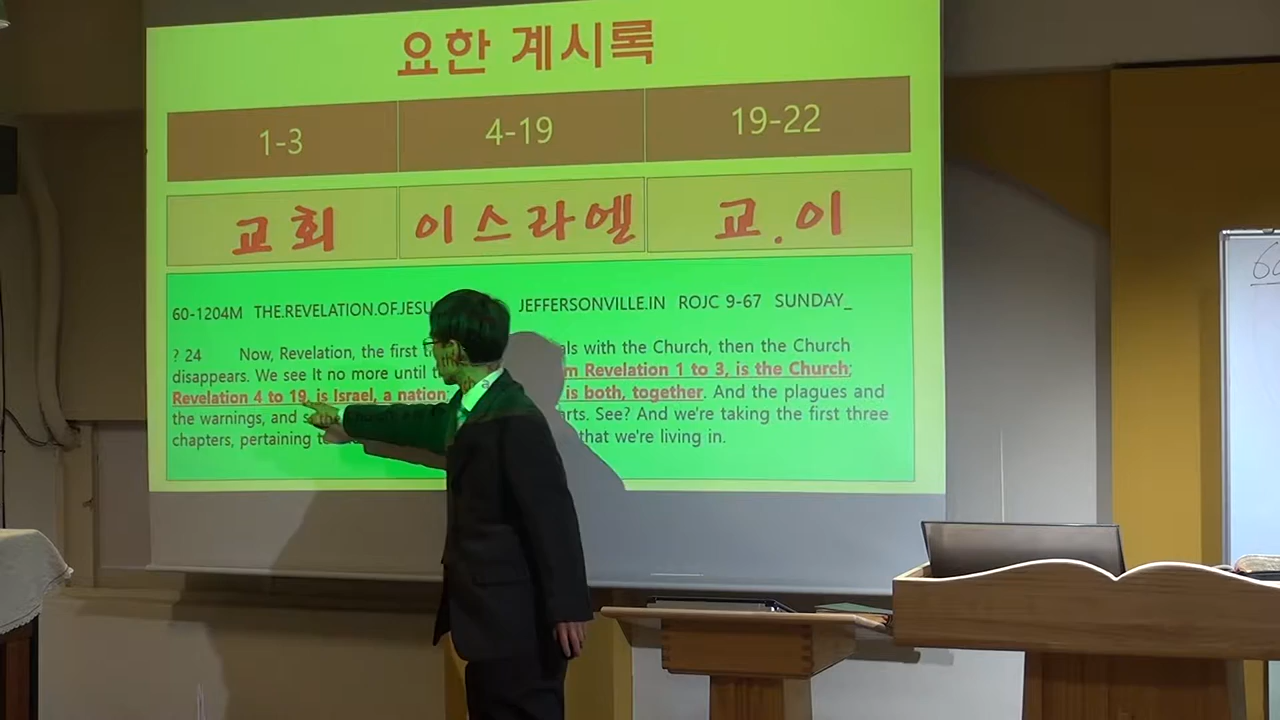 요한 계시록
1-3 4-19 19-22
교회 이스라엘 교.이
60-1204M THE.REVELATION.OF.JESU JEFFERSONVILLE.IN ROJC 9-67 SUNDAY_
? 24 Now, Revelation, the first als with the Church, then the Church
disappears. We see It no more until m Revelation 1 to 3, is the Church;
Revelation 4 to 19, is Israel, a nation; is both, together. And the plagues and
the warnings, and arts. See? And we're taking the first three
chapters, pertaining that we're living in.